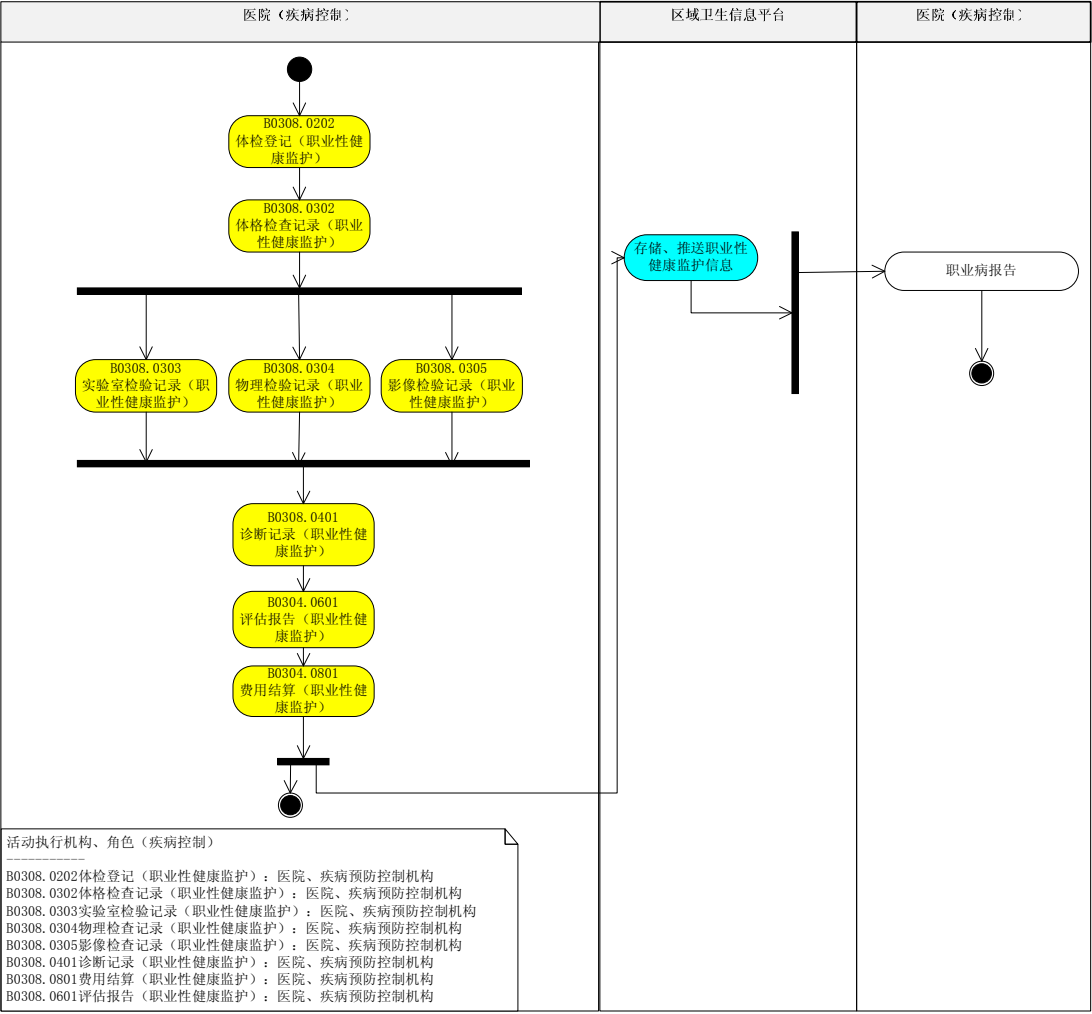 医院（疾病控制）
区域卫生信息平台
医院（疾病控制）
B0308.0202
体检登记（职业性健
康监护）
B0308.0302
体格检查记录（职业
性健康监护）
存储、推送职业性
健康监护信息
职业病报告
B0308.0303
实验室检验记录（职
业性健康监护）
B0308.0304
物理检验记录（职业
性健康监护）
B0308.0305
影像检验记录（职业
性健康监护）
B0308.0401
诊断记录（职业性健
康监护）
B0304.0601
评估报告（职业性健
康监护）
B0304.0801
费用结算（职业性健
康监护）
活动执行机构、角色（疾病控制）
-----------
B0308.0202体检登记（职业性健康监护）：医院、疾病预防控制机构
B0308.0302体格检查记录（职业性健康监护）：医院、疾病预防控制机构
B0308.0303实验室检验记录（职业性健康监护）：医院、疾病预防控制机构
B0308.0304物理检查记录（职业性健康监护）：医院、疾病预防控制机构
B0308.0305影像检查记录（职业性健康监护）：医院、疾病预防控制机构
B0308.0401诊断记录（职业性健康监护）：医院、疾病预防控制机构
B0308.0801费用结算（职业性健康监护）：医院、疾病预防控制机构
B0308.0601评估报告（职业性健康监护）：医院、疾病预防控制机构